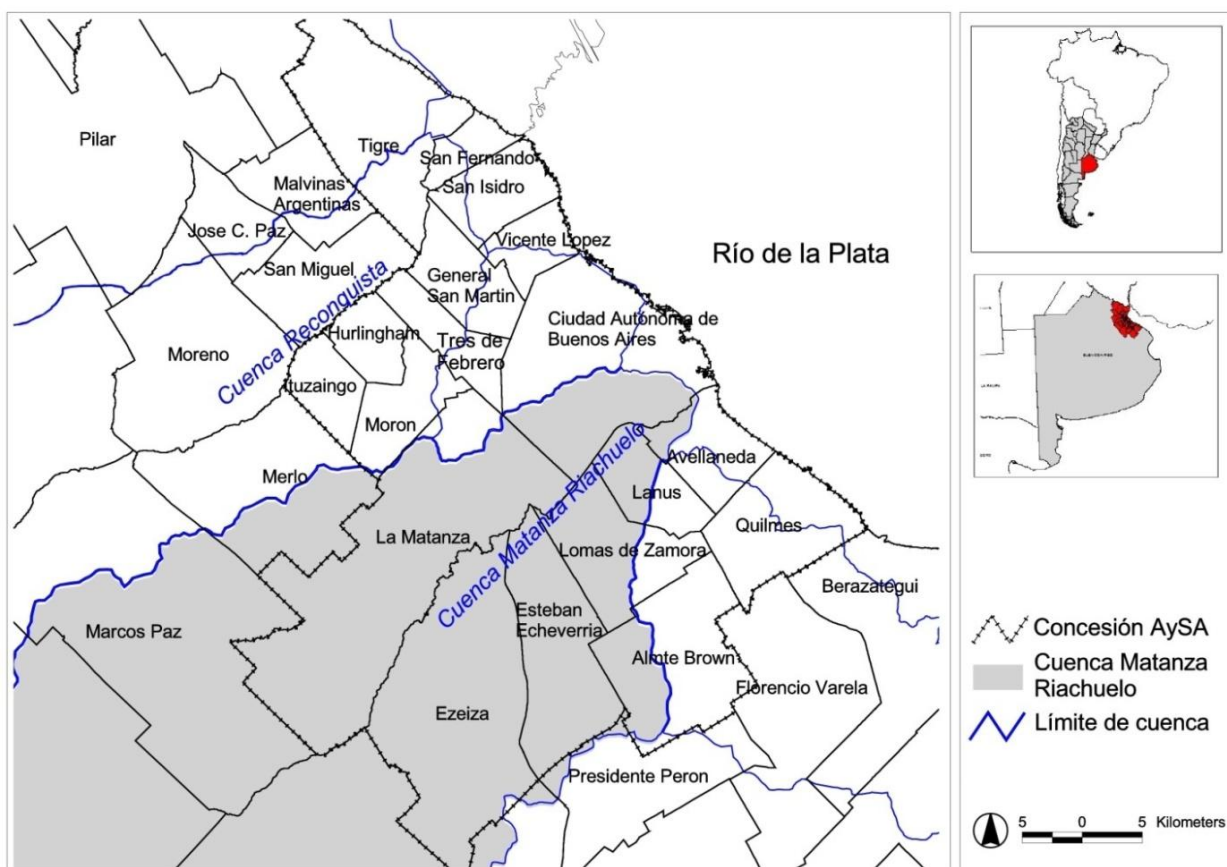 Pilar
Tigre
San Fernando
San Isidro
Malvinas
Argentinas
Jose C. Paz
Vicente Lopez
San Miguel
General
San Martin
Río de la Plata
Cuenca Reconquista
Hurlingham
Ciudad Autónoma de
Buenos Aires
Tres de
Febrero
Moreno
Ituzaingo
Moron
Merlo
Avellaneda
Lanus
Quilmes
La Matanza
Cuenca Matanza Riachuelo
Lomas de Zamora
Berazategui
Esteban
Echeverria
Marcos Paz
Almte Brown
Florencio Varela
Ezeiza
Presidente Peron
Concesión AySA
Cuenca Matanza
Riachuelo
Límite de cuenca
5 0 5 Kilometers